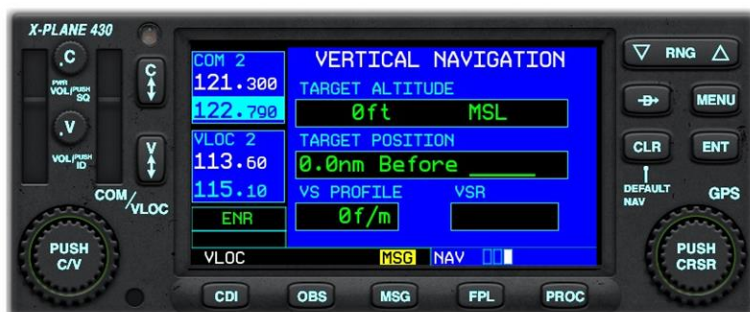 X-PLANE 430
C
PWR
VOL/PUSH
SQ
V
VOL/PUSH
ID
C
V
COM
/VLOC
PUSH
C/V
COM 2
121.300
122.790
VLOC 2
113.60
115.10
ENR
VLOC
MSG
NAV
VERTICAL NAVIGATION
TARGET ALTITUDE
0ft MSL
TARGET POSITION
0.0nm Before _____
VS PROFILE VSR
0f/m
RNG
D
MENU
CLR
ENT
DEFAULT
NAV
GPS
PUSH
CRSR
CDI
OBS
MSG
FPL
PROC